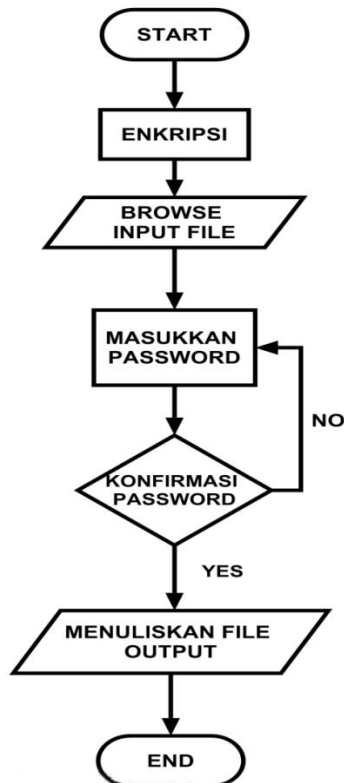 START
ENKRIPSI
BROWSE
INPUT FILE
MASUKKAN
PASSWORD
NO
KONFIRMASI
PASSWORD
YES
MENULISKAN FILE
OUTPUT
END